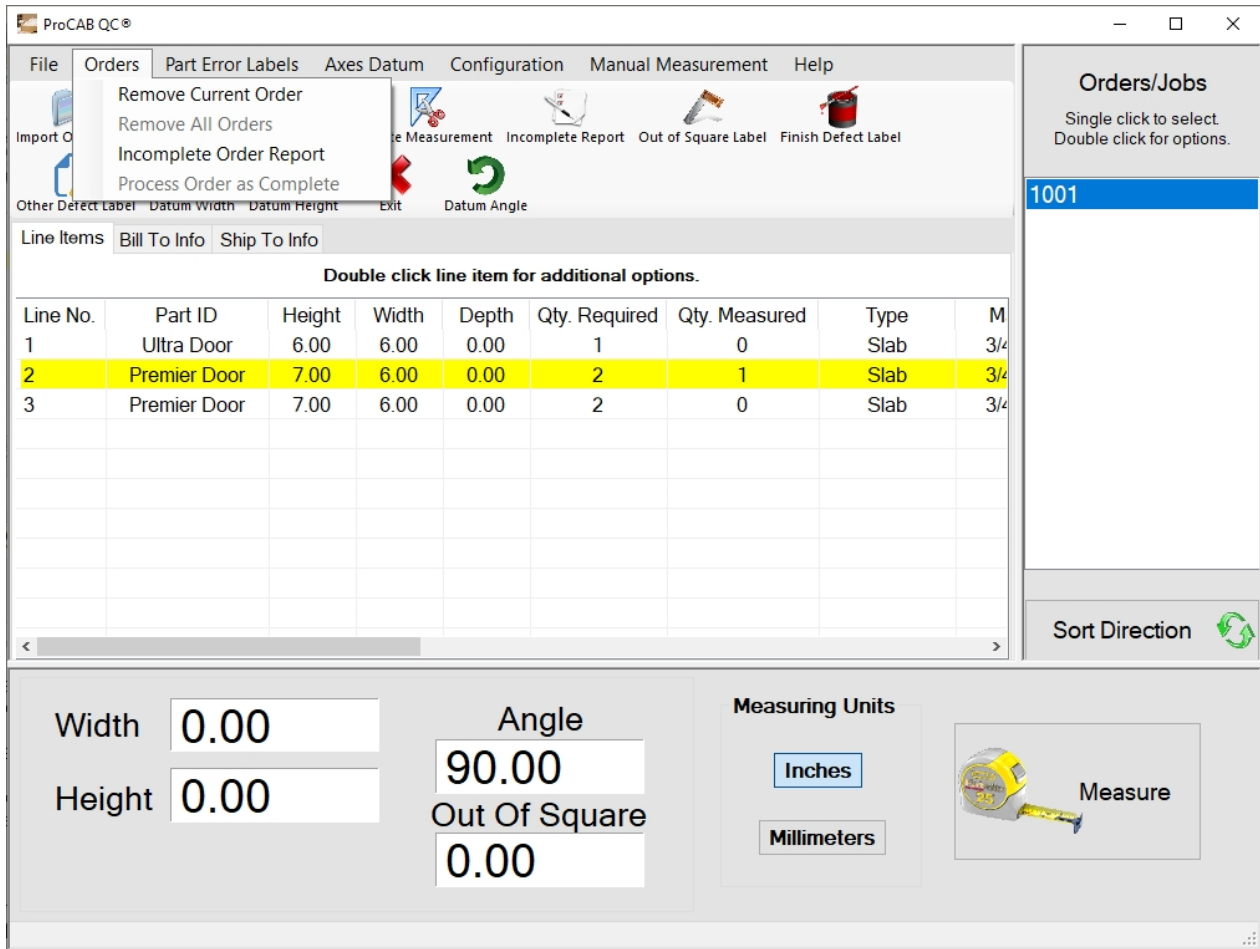 ProCAB QC®
File Orders Part Error Labels Axes Datum Configuration Manual Measurement Help
Remove Current Order
Remove All Orders
Incomplete Order Report
Process Order as Complete
Import O
te Measurement Incomplete Report Out of Square Label Finish Defect Label
Other Defect Label Datum Width Datum Height Exit Datum Angle
Orders/Jobs
Single click to select.
Double click for options.
1001
Line Items Bill To Info Ship To Info
Double click line item for additional options.
Line No. Part ID Height Width Depth Qty. Required Qty. Measured Type M
1 Ultra Door 6.00 6.00 0.00 1 0 Slab 3/4
2 Premier Door 7.00 6.00 0.00 2 1 Slab 3/4
3 Premier Door 7.00 6.00 0.00 2 0 Slab 3/4
Sort Direction
Width 0.00
Height 0.00
Angle
90.00
Out Of Square
0.00
Measuring Units
Inches
Millimeters
Measure